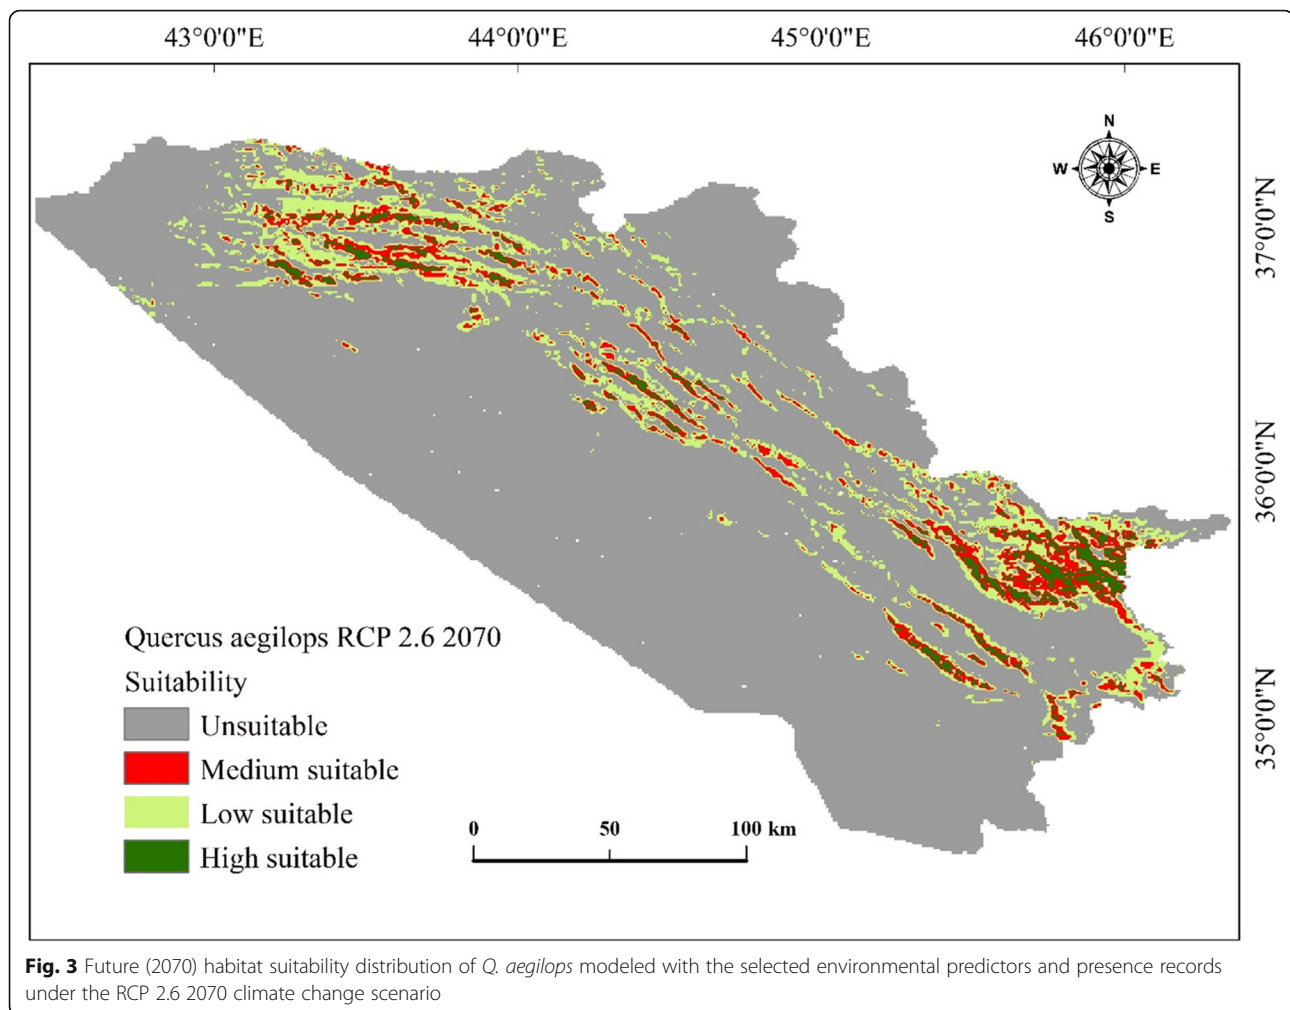 43°0'0"E 44°0'0"E 45°0'0"E 46°0'0"E
N
W E
S
37°0'0"N
36°0'0"N
35°0'0"N
Quercus aegilops RCP 2.6 2070
Suitability
Unsuitable
Medium suitable
Low suitable
High suitable
0 50 100 km
Fig. 3 Future (2070) habitat suitability distribution of Q. aegilops modeled with the selected environmental predictors and presence records
under the RCP 2.6 2070 climate change scenario